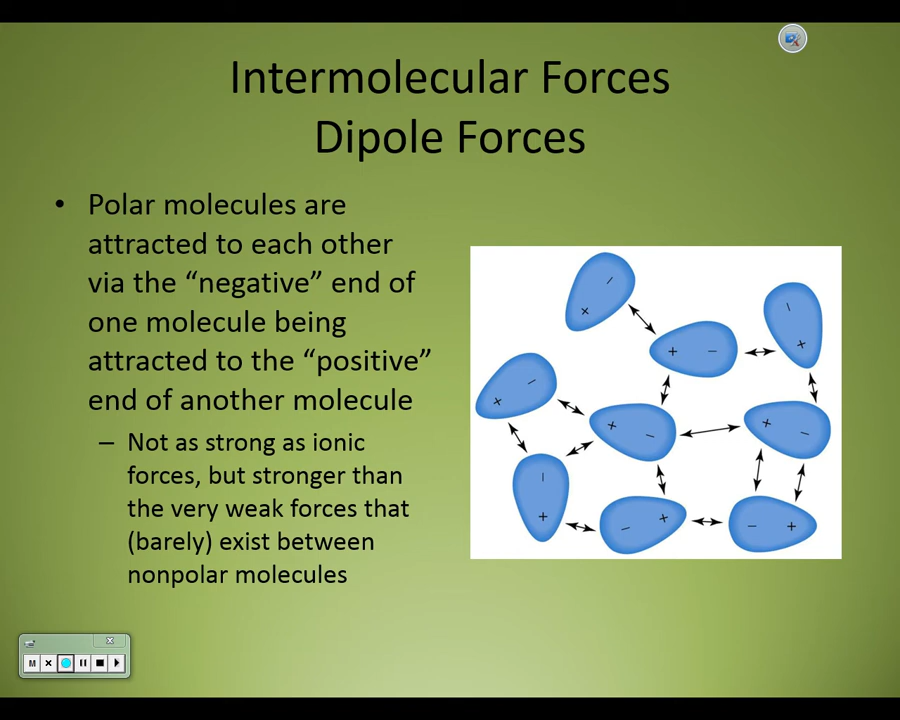 Intermolecular Forces
Dipole Forces
• Polar molecules are
attracted to each other
via the “negative” end of
one molecule being
attracted to the “positive”
end of another molecule
– Not as strong as ionic
forces, but stronger than
the very weak forces that
(barely) exist between
nonpolar molecules
+ −
+ −
− +
+ −
+ −
+ −
− +
− +
− +
M